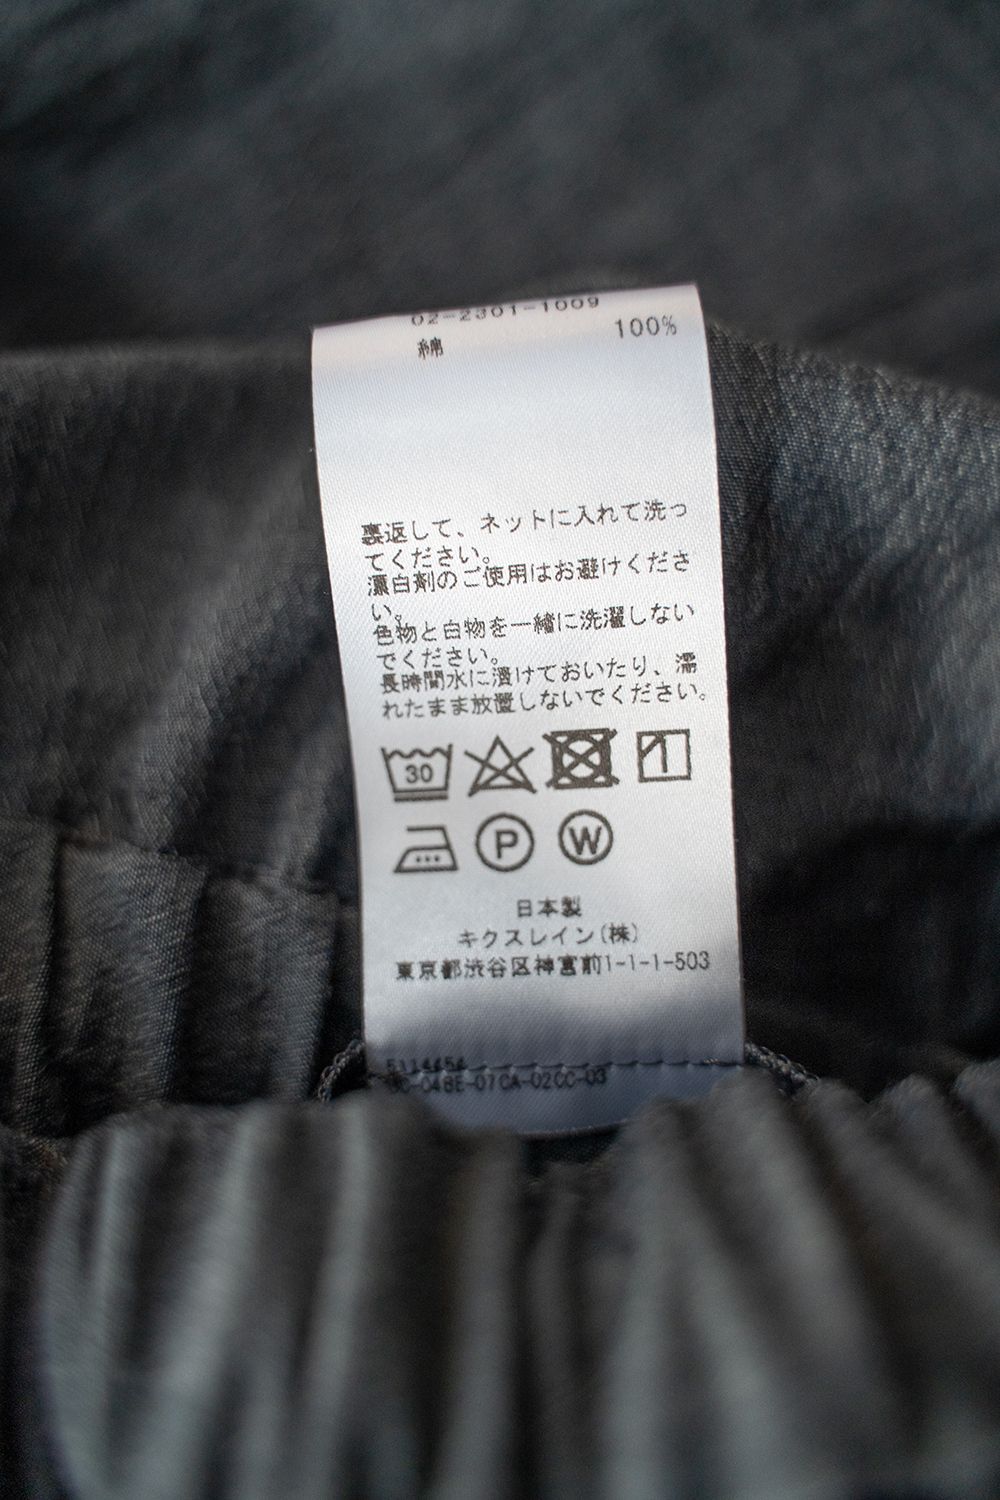 02-2301-1009
綿 100%
裏返して、ネットに入れて洗っ
てください。
漂白剤のご使用はお避けくださ
い。
色物と白物を一緒に洗濯しない
でください。
長時間水に浸けておいたり、濡
れたまま放置しないでください。
30
P W
日本製
キクスレイン(株)
東京都渋谷区神宮前1-1-1-503
5114454
-04BE-07CA-02CC-03